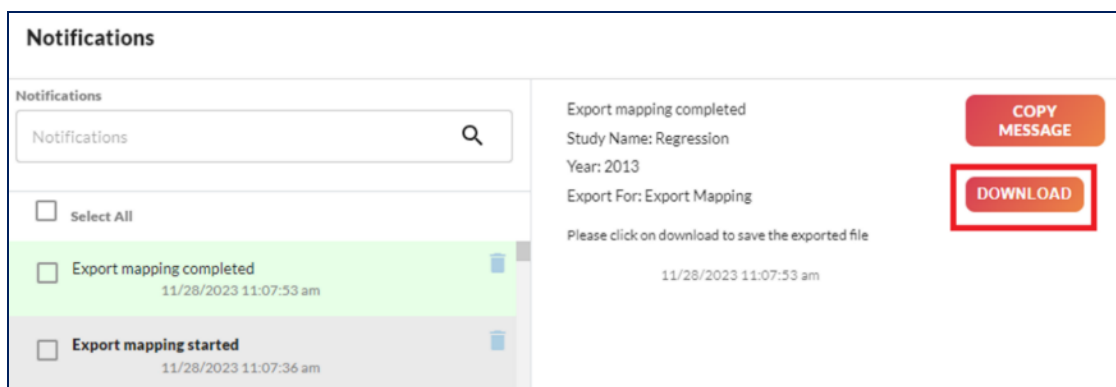 Notifications
Notifications
Notifications
Select All
Export mapping completed
11/28/2023 11:07:53 am
Export mapping started
11/28/2023 11:07:36 am
Export mapping completed
Study Name: Regression
Year: 2013
Export For: Export Mapping
Please click on download to save the exported file
11/28/2023 11:07:53 am
COPY
MESSAGE
DOWNLOAD